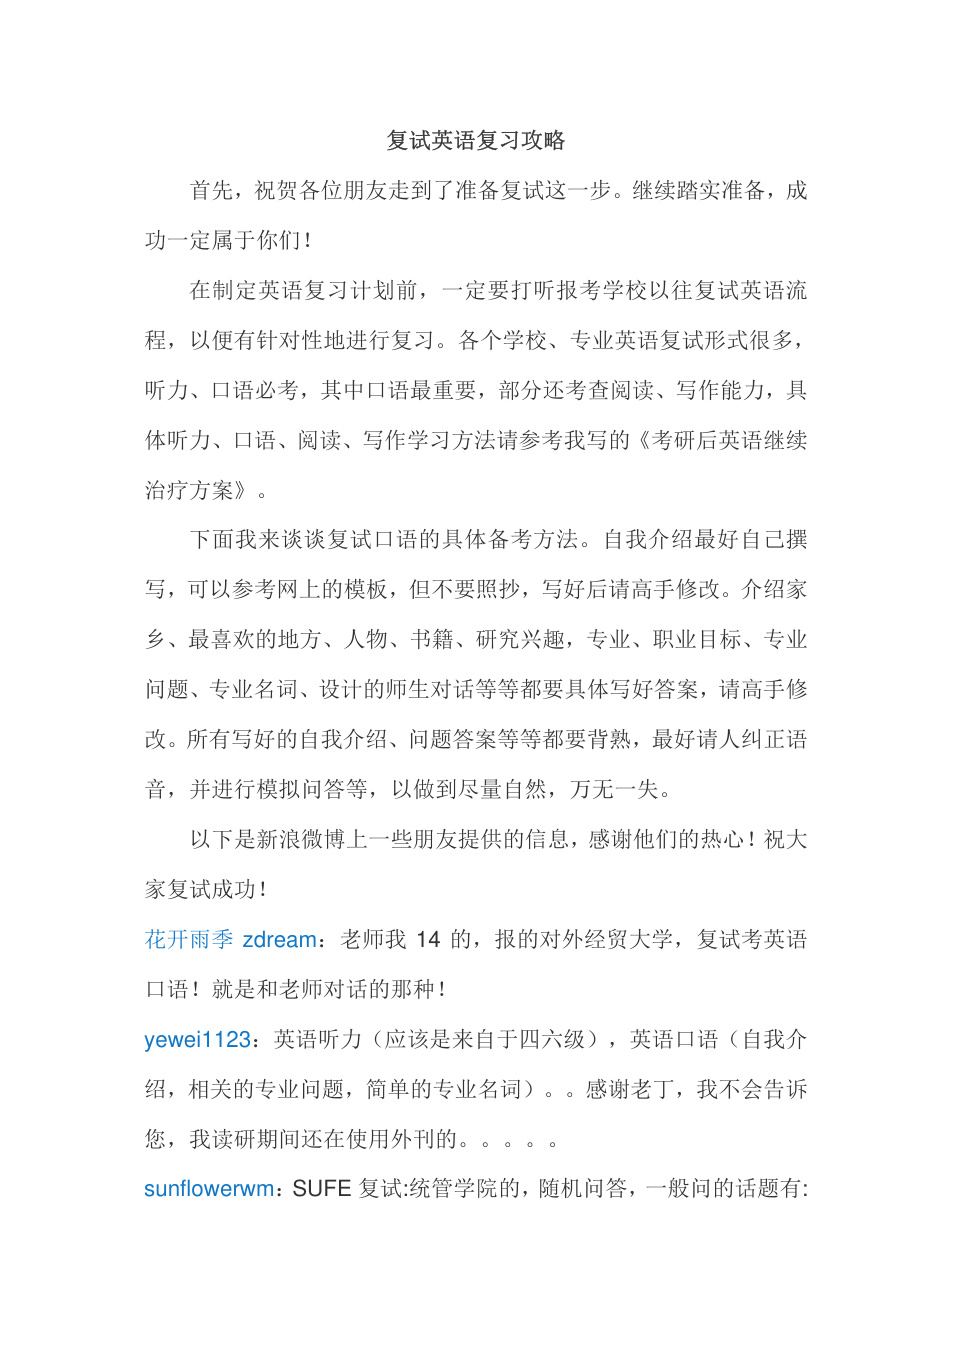 复试英语复习攻略
首先，祝贺各位朋友走到了准备复试这一步。继续踏实准备，成
功一定属于你们！
在制定英语复习计划前，一定要打听报考学校以往复试英语流
程，以便有针对性地进行复习。各个学校、专业英语复试形式很多，
听力、口语必考，其中口语最重要，部分还考查阅读、写作能力，具
体听力、口语、阅读、写作学习方法请参考我写的《考研后英语继续
治疗方案》。
下面我来谈谈复试口语的具体备考方法。自我介绍最好自己撰
写，可以参考网上的模板，但不要照抄，写好后请高手修改。介绍家
乡、最喜欢的地方、人物、书籍、研究兴趣，专业、职业目标、专业
问题、专业名词、设计的师生对话等等都要具体写好答案，请高手修
改。所有写好的自我介绍、问题答案等等都要背熟，最好请人纠正语
音，并进行模拟问答等，以做到尽量自然，万无一失。
以下是新浪微博上一些朋友提供的信息，感谢他们的热心！祝大
家复试成功！
花开雨季 zdream：老师我 14 的，报的对外经贸大学，复试考英语
口语！就是和老师对话的那种！
yewei1123：英语听力（应该是来自于四六级），英语口语（自我介
绍，相关的专业问题，简单的专业名词）。。感谢老丁，我不会告诉
您，我读研期间还在使用外刊的。。。。。
sunflowerwm：SUFE 复试:统管学院的，随机问答，一般问的话题有: